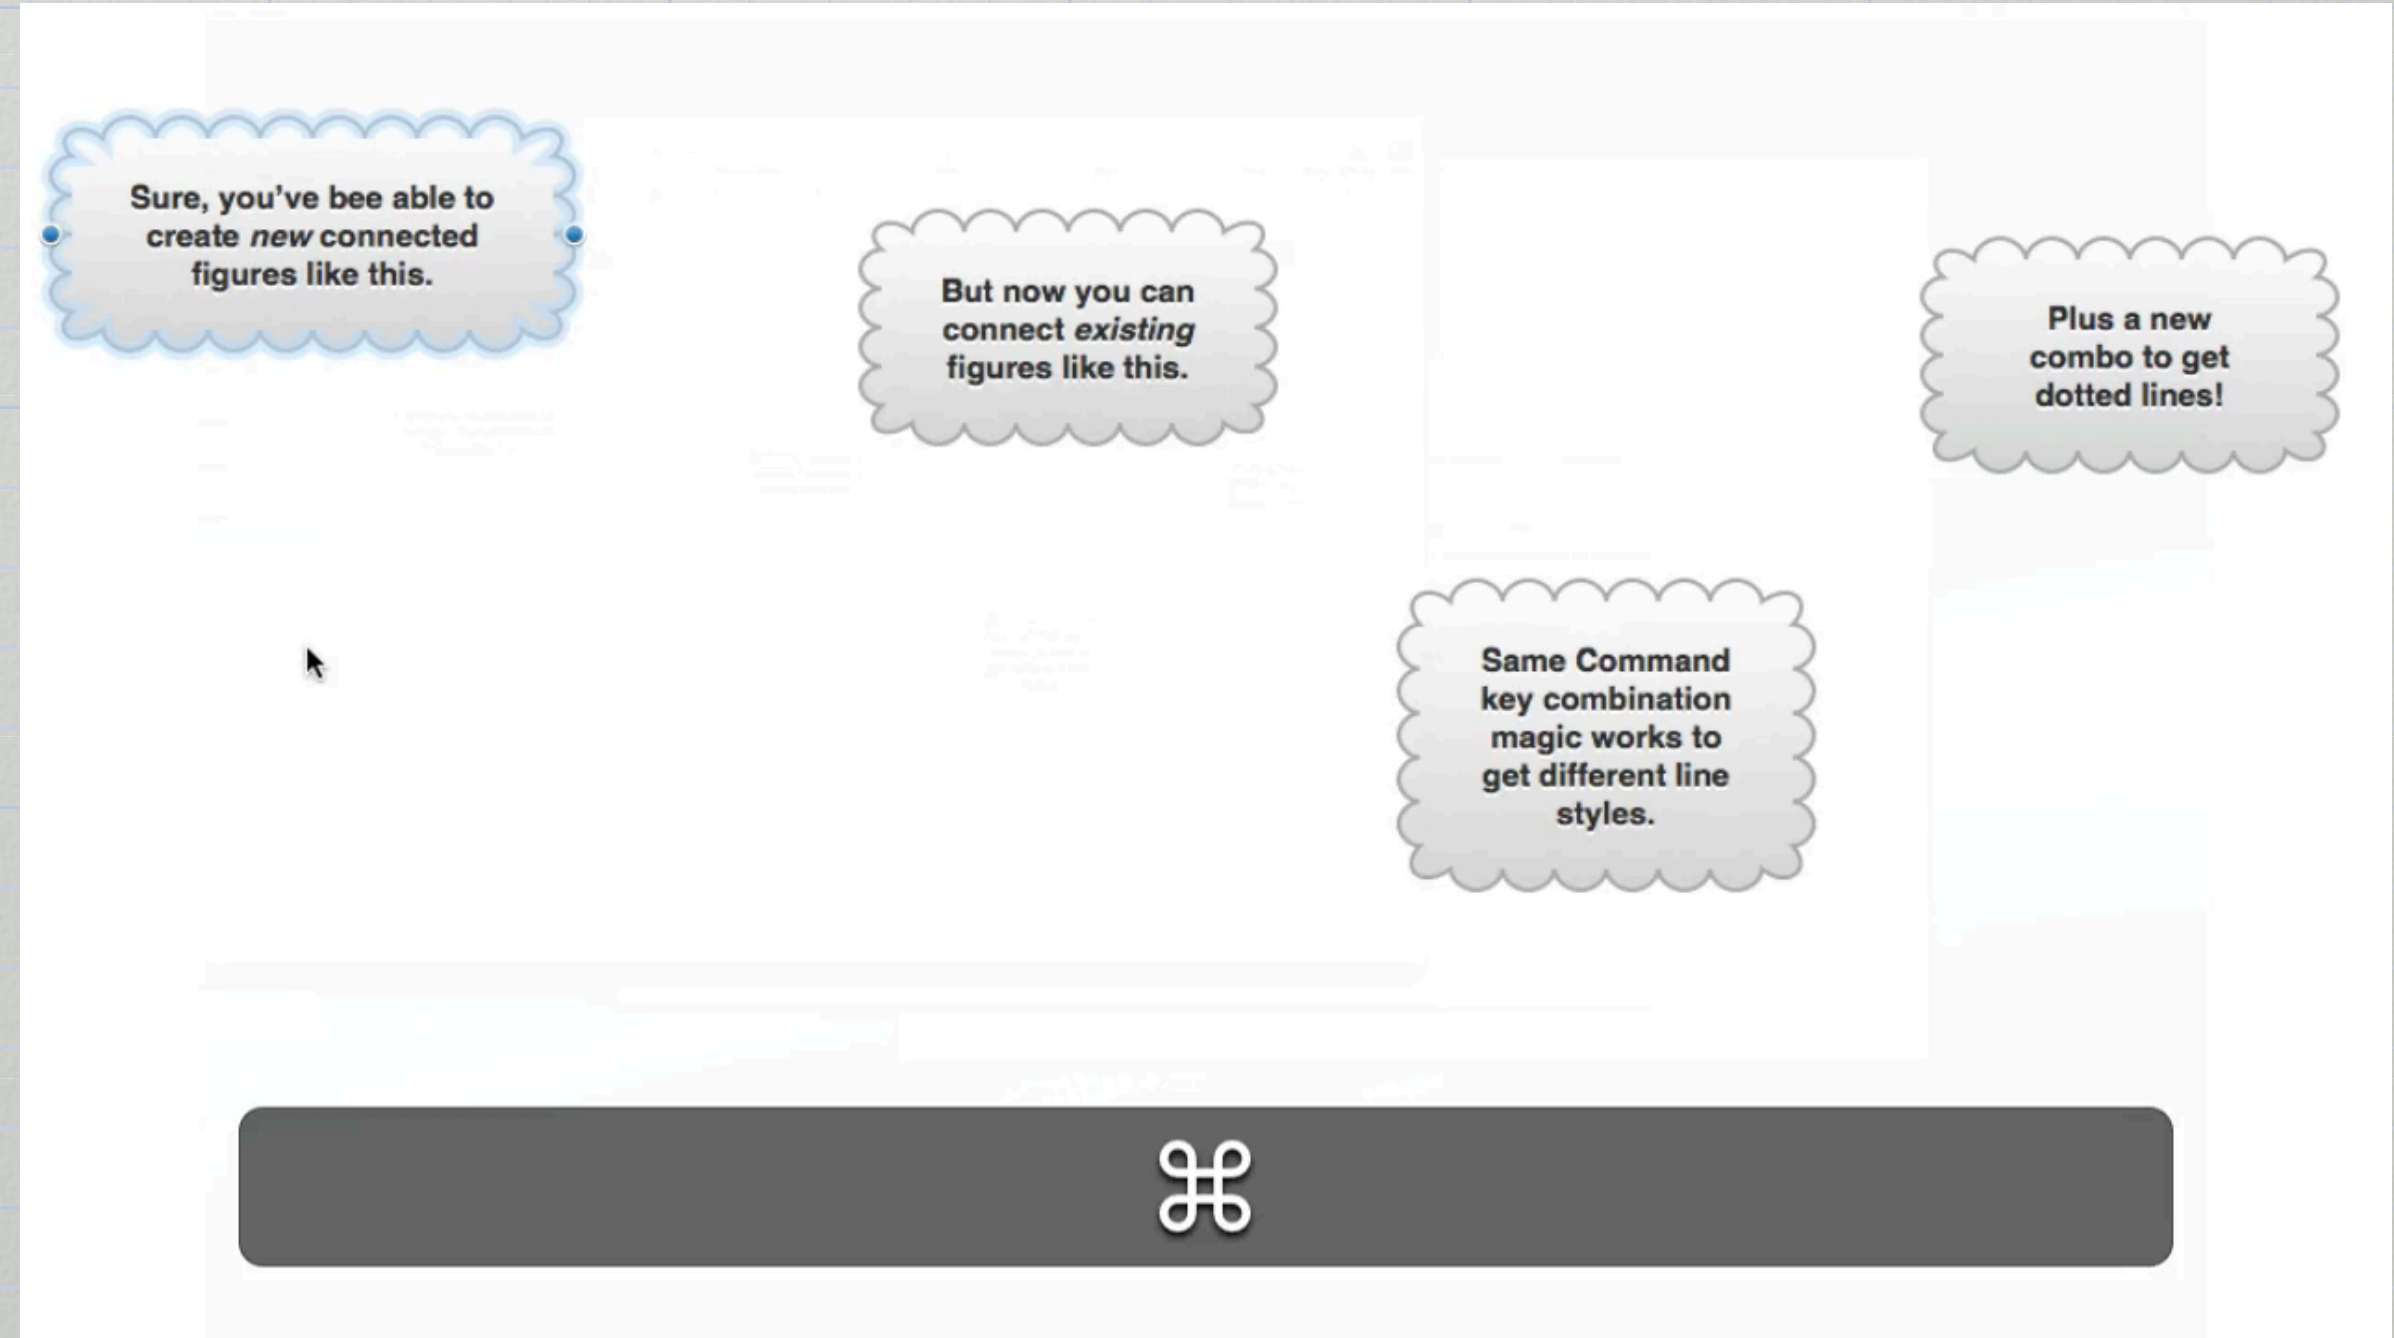 Sure, you've bee able to
create new connected
figures like this.
But now you can
connect existing
figures like this.
Plus a new
combo to get
dotted lines!
Same Command
key combination
magic works to
get different line
styles.
⌘